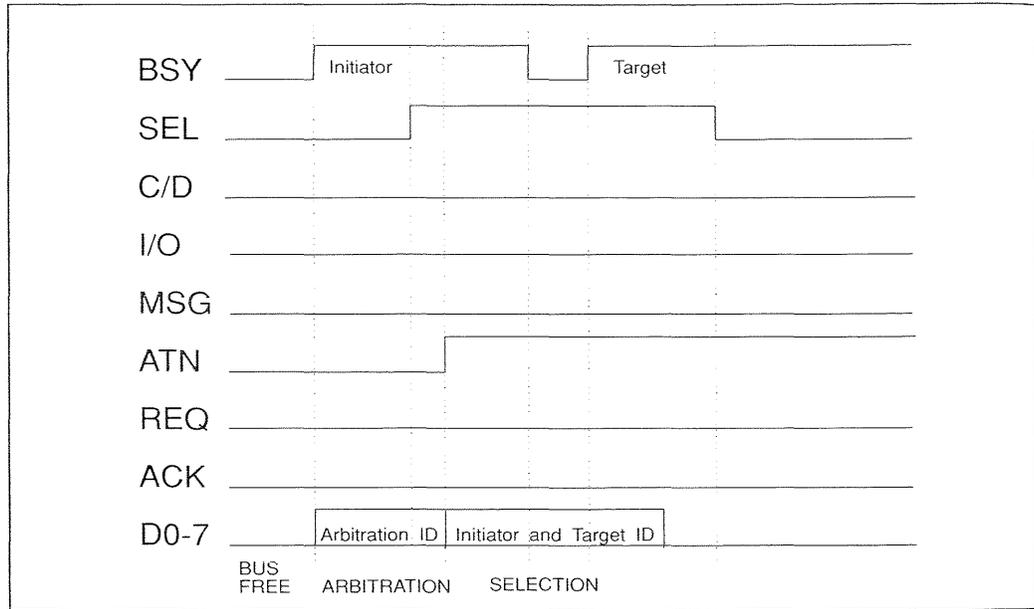 BSY Initiator Target
SEL
C/D
I/O
MSG
ATN
REQ
ACK
D0-7 Arbitration ID Initiator and Target ID
BUS
FREE ARBITRATION SELECTION